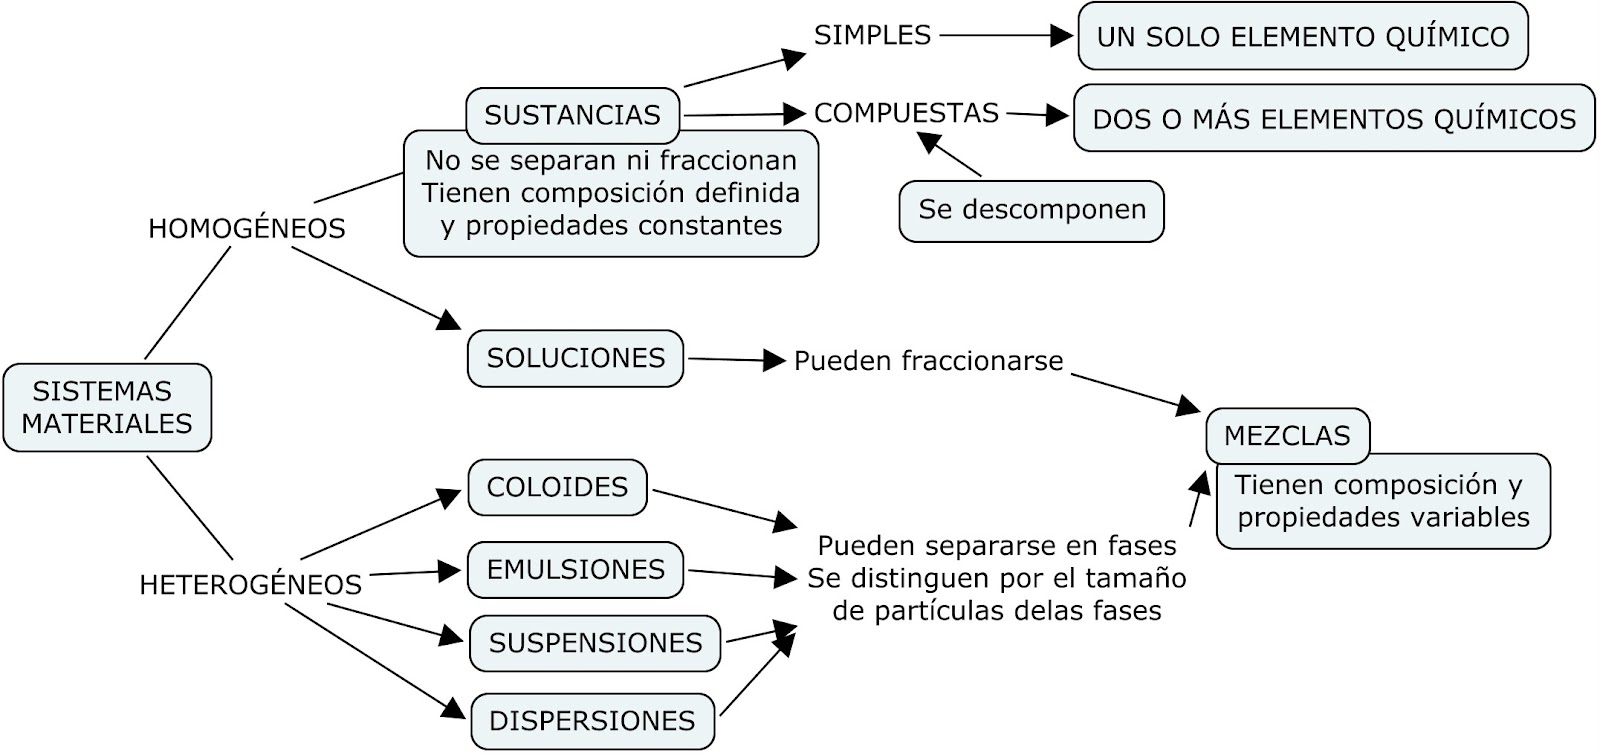 SIMPLES
UN SOLO ELEMENTO QUÍMICO
SUSTANCIAS
COMPUESTAS
DOS O MÁS ELEMENTOS QUÍMICOS
No se separan ni fraccionan
Tienen composición definida
y propiedades constantes
Se descomponen
HOMOGÉNEOS
SOLUCIONES
Pueden fraccionarse
SISTEMAS
MATERIALES
MEZCLAS
Tienen composición y
propiedades variables
COLOIDES
EMULSIONES
Pueden separarse en fases
Se distinguen por el tamaño
de partículas delas fases
HETEROGÉNEOS
SUSPENSIONES
DISPERSIONES